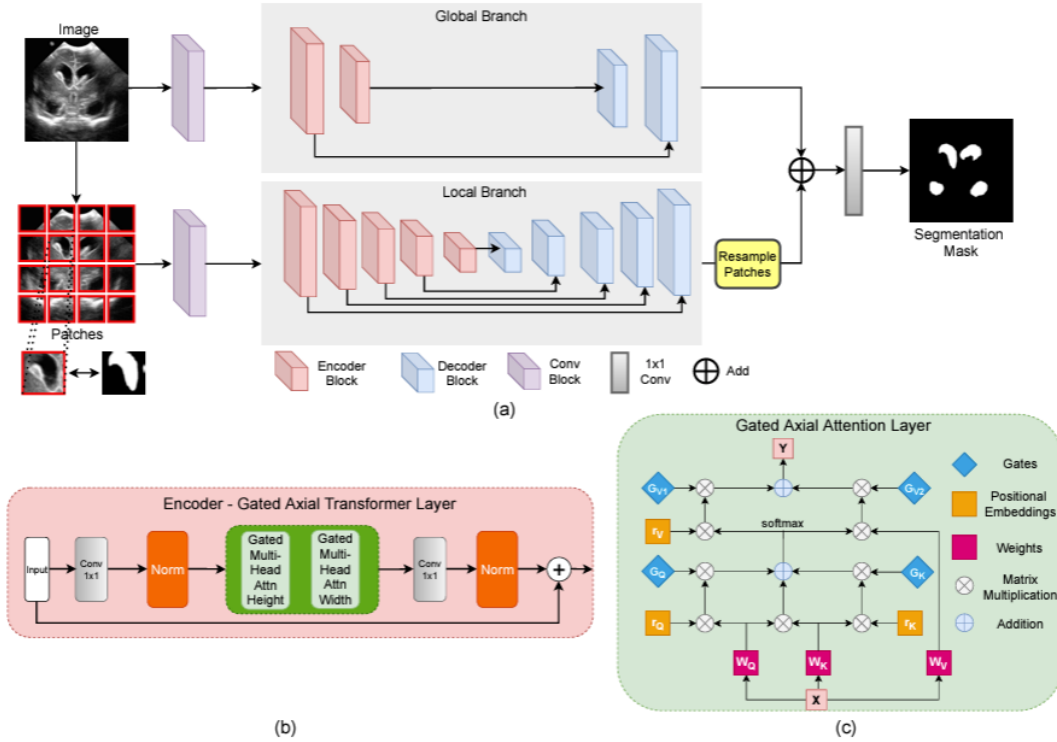 Image
Global Branch
Local Branch
Resample
Patches
Segmentation
Mask
Patches
Encoder
Block
Decoder
Block
Conv
Block
1x1
Conv
Add
(a)
Encoder - Gated Axial Transformer Layer
Input
Conv
1x1
Norm
Gated
Multi-
Head
Attn
Height
Gated
Multi-
Head
Attn
Width
Conv
1x1
Norm
(b)
Gated Axial Attention Layer
Y
G_V1
G_V2
r_V
softmax
G_Q
G_K
r_Q
r_K
W_Q
W_K
W_V
X
Gates
Positional
Embeddings
Weights
Matrix
Multiplication
Addition
(c)